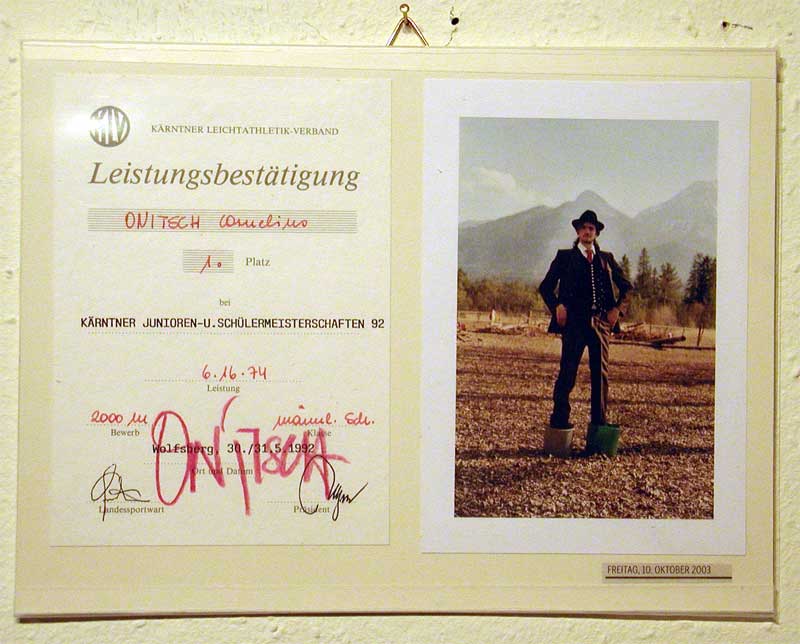 KLV
KÄRNTNER LEICHTATHLETIK-VERBAND
Leistungsbestätigung
ONITSCH Cornelius
1. Platz
bei
KÄRNTNER JUNIOREN-U.SCHÜLERMEISTERSCHAFTEN 92
6.16.74
Leistung
2000 m männl. Sch.
Bewerb Klasse
ONITSCH
Wolfsberg, 30./31.5.1992
Ort und Datum
Landessportwart Präsident
FREITAG, 10. OKTOBER 2003